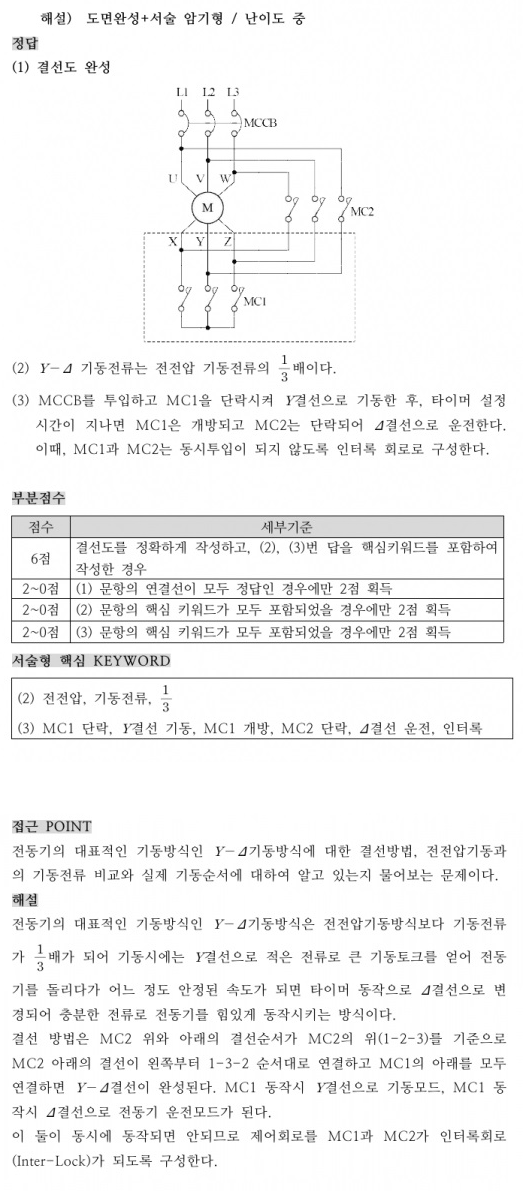 해설) 도면완성+서술 암기형 / 난이도 중
정답
(1) 결선도 완성
L1 L2 L3
MCCB
U V W
M
MC2
X Y Z
MC1
(2) Y-Δ 기동전류는 전전압 기동전류의 1/3배이다.
(3) MCCB를 투입하고 MC1을 단락시켜 Y결선으로 기동한 후, 타이머 설정
시간이 지나면 MC1은 개방되고 MC2는 단락되어 Δ결선으로 운전한다.
이때, MC1과 MC2는 동시투입이 되지 않도록 인터록 회로로 구성한다.
부분점수
점수 세부기준
6점 결선도를 정확하게 작성하고, (2), (3)번 답을 핵심키워드를 포함하여
작성한 경우
2~0점 (1) 문항의 연결선이 모두 정답인 경우에만 2점 획득
2~0점 (2) 문항의 핵심 키워드가 모두 포함되었을 경우에만 2점 획득
2~0점 (3) 문항의 핵심 키워드가 모두 포함되었을 경우에만 2점 획득
서술형 핵심 KEYWORD
(2) 전전압, 기동전류, 1/3
(3) MC1 단락, Y결선 기동, MC1 개방, MC2 단락, Δ결선 운전, 인터록
접근 POINT
전동기의 대표적인 기동방식인 Y-Δ기동방식에 대한 결선방법, 전전압기동과
의 기동전류 비교와 실제 기동순서에 대하여 알고 있는지 물어보는 문제이다.
해설
전동기의 대표적인 기동방식인 Y-Δ기동방식은 전전압기동방식보다 기동전류
가 1/3배가 되어 기동시에는 Y결선으로 적은 전류로 큰 기동토크를 얻어 전동
기를 돌리다가 어느 정도 안정된 속도가 되면 타이머 동작으로 Δ결선으로 변
경되어 충분한 전류로 전동기를 힘있게 동작시키는 방식이다.
결선 방법은 MC2 위와 아래의 결선순서가 MC2의 위(1-2-3)를 기준으로
MC2 아래의 결선이 왼쪽부터 1-3-2 순서대로 연결하고 MC1의 아래를 모두
연결하면 Y-Δ결선이 완성된다. MC1 동작시 Y결선으로 기동모드, MC1 동
작시 Δ결선으로 전동기 운전모드가 된다.
이 둘이 동시에 동작되면 안되므로 제어회로를 MC1과 MC2가 인터록회로
(Inter-Lock)가 되도록 구성한다.